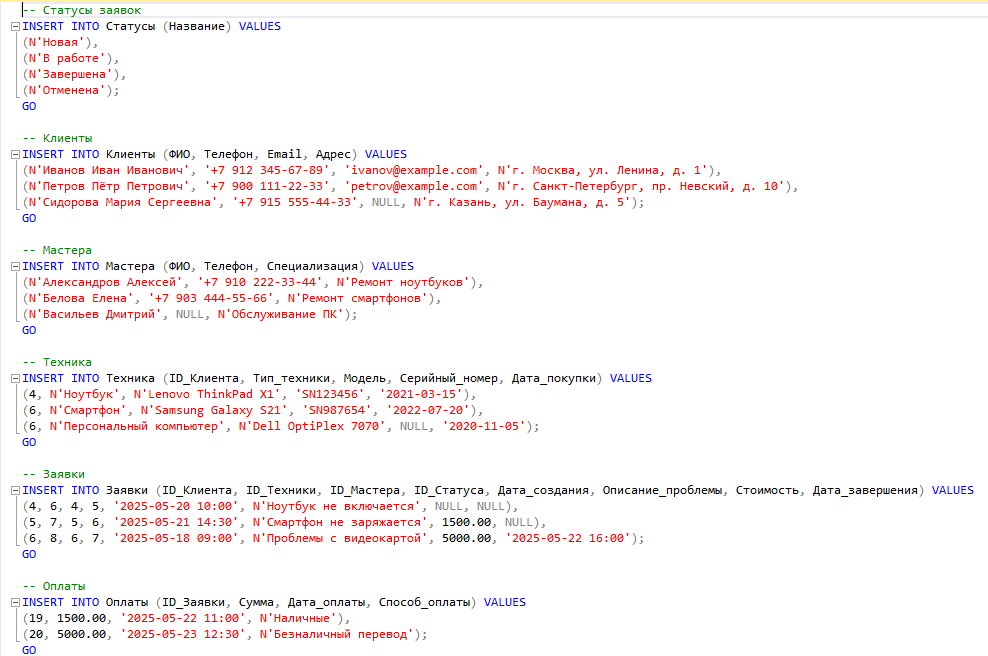 -- Статусы заявок
INSERT INTO Статусы (Название) VALUES
(N'Новая'),
(N'В работе'),
(N'Завершена'),
(N'Отменена');
GO
-- Клиенты
INSERT INTO Клиенты (ФИО, Телефон, Email, Адрес) VALUES
(N'Иванов Иван Иванович', '+7 912 345-67-89', 'ivanov@example.com', N'г. Москва, ул. Ленина, д. 1'),
(N'Петров Пётр Петрович', '+7 900 111-22-33', 'petrov@example.com', N'г. Санкт-Петербург, пр. Невский, д. 10'),
(N'Сидорова Мария Сергеевна', '+7 915 555-44-33', NULL, N'г. Казань, ул. Баумана, д. 5');
GO
-- Мастера
INSERT INTO Мастера (ФИО, Телефон, Специализация) VALUES
(N'Александров Алексей', '+7 910 222-33-44', N'Ремонт ноутбуков'),
(N'Белова Елена', '+7 903 444-55-66', N'Ремонт смартфонов'),
(N'Васильев Дмитрий', NULL, N'Обслуживание ПК');
GO
-- Техника
INSERT INTO Техника (ID_Клиента, Тип_техники, Модель, Серийный_номер, Дата_покупки) VALUES
(4, N'Ноутбук', N'Lenovo ThinkPad X1', 'SN123456', '2021-03-15'),
(6, N'Смартфон', N'Samsung Galaxy S21', 'SN987654', '2022-07-20'),
(6, N'Персональный компьютер', N'Dell OptiPlex 7070', NULL, '2020-11-05');
GO
-- Заявки
INSERT INTO Заявки (ID_Клиента, ID_Техники, ID_Мастера, ID_Статуса, Дата_создания, Описание_проблемы, Стоимость, Дата_завершения) VALUES
(4, 6, 4, 5, '2025-05-20 10:00', N'Ноутбук не включается', NULL, NULL),
(5, 7, 5, 6, '2025-05-21 14:30', N'Смартфон не заряжается', 1500.00, NULL),
(6, 8, 6, 7, '2025-05-18 09:00', N'Проблемы с видеокартой', 5000.00, '2025-05-22 16:00');
GO
-- Оплаты
INSERT INTO Оплаты (ID_Заявки, Сумма, Дата_оплаты, Способ_оплаты) VALUES
(19, 1500.00, '2025-05-22 11:00', N'Наличные'),
(20, 5000.00, '2025-05-23 12:30', N'Безналичный перевод');
GO